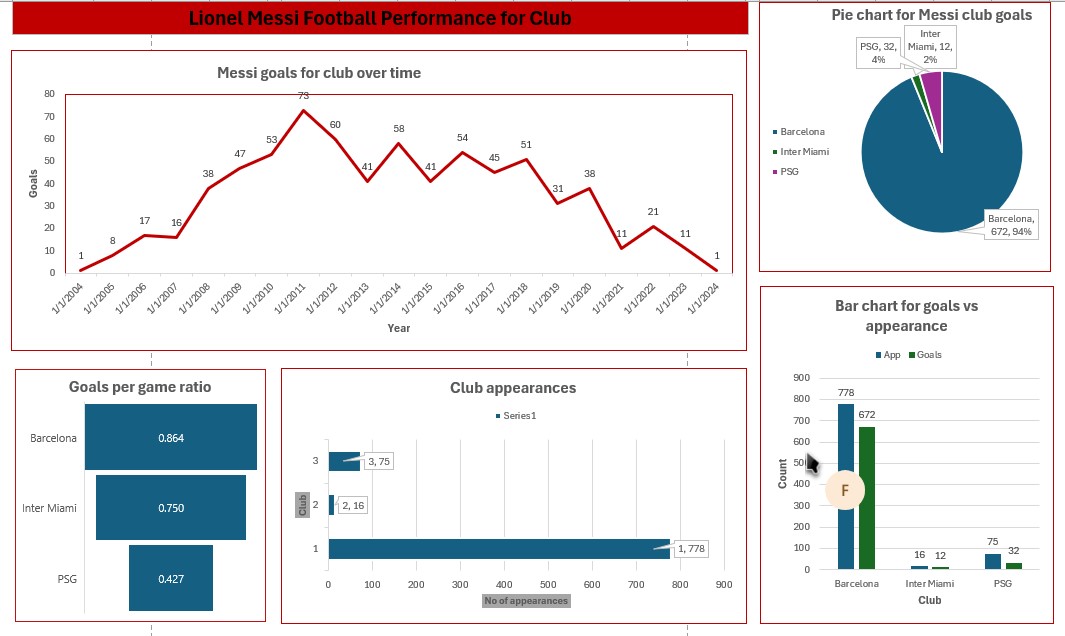 Lionel Messi Football Performance for Club
Messi goals for club over time
80
70
60
50
40
30
20
10
0
Goals
1
8
17
16
38
47
53
73
60
41
58
41
54
45
51
31
38
11
21
11
1
1/1/2004
1/1/2005
1/1/2006
1/1/2007
1/1/2008
1/1/2009
1/1/2010
1/1/2011
1/1/2012
1/1/2013
1/1/2014
1/1/2015
1/1/2016
1/1/2017
1/1/2018
1/1/2019
1/1/2020
1/1/2021
1/1/2022
1/1/2023
1/1/2024
Year
Pie chart for Messi club goals
PSG, 32,
4%
Inter
Miami, 12,
2%
Barcelona
Inter Miami
PSG
Barcelona,
672, 94%
Goals per game ratio
Barcelona
0.864
Inter Miami
0.750
PSG
0.427
Club appearances
Series1
Club
3
3, 75
2
2, 16
1
1, 778
0
100
200
300
400
500
600
700
800
900
No of appearances
Bar chart for goals vs
appearance
App
Goals
900
800
700
600
500
400
300
200
100
0
Count
778
672
F
16
12
75
32
Barcelona
Inter Miami
PSG
Club